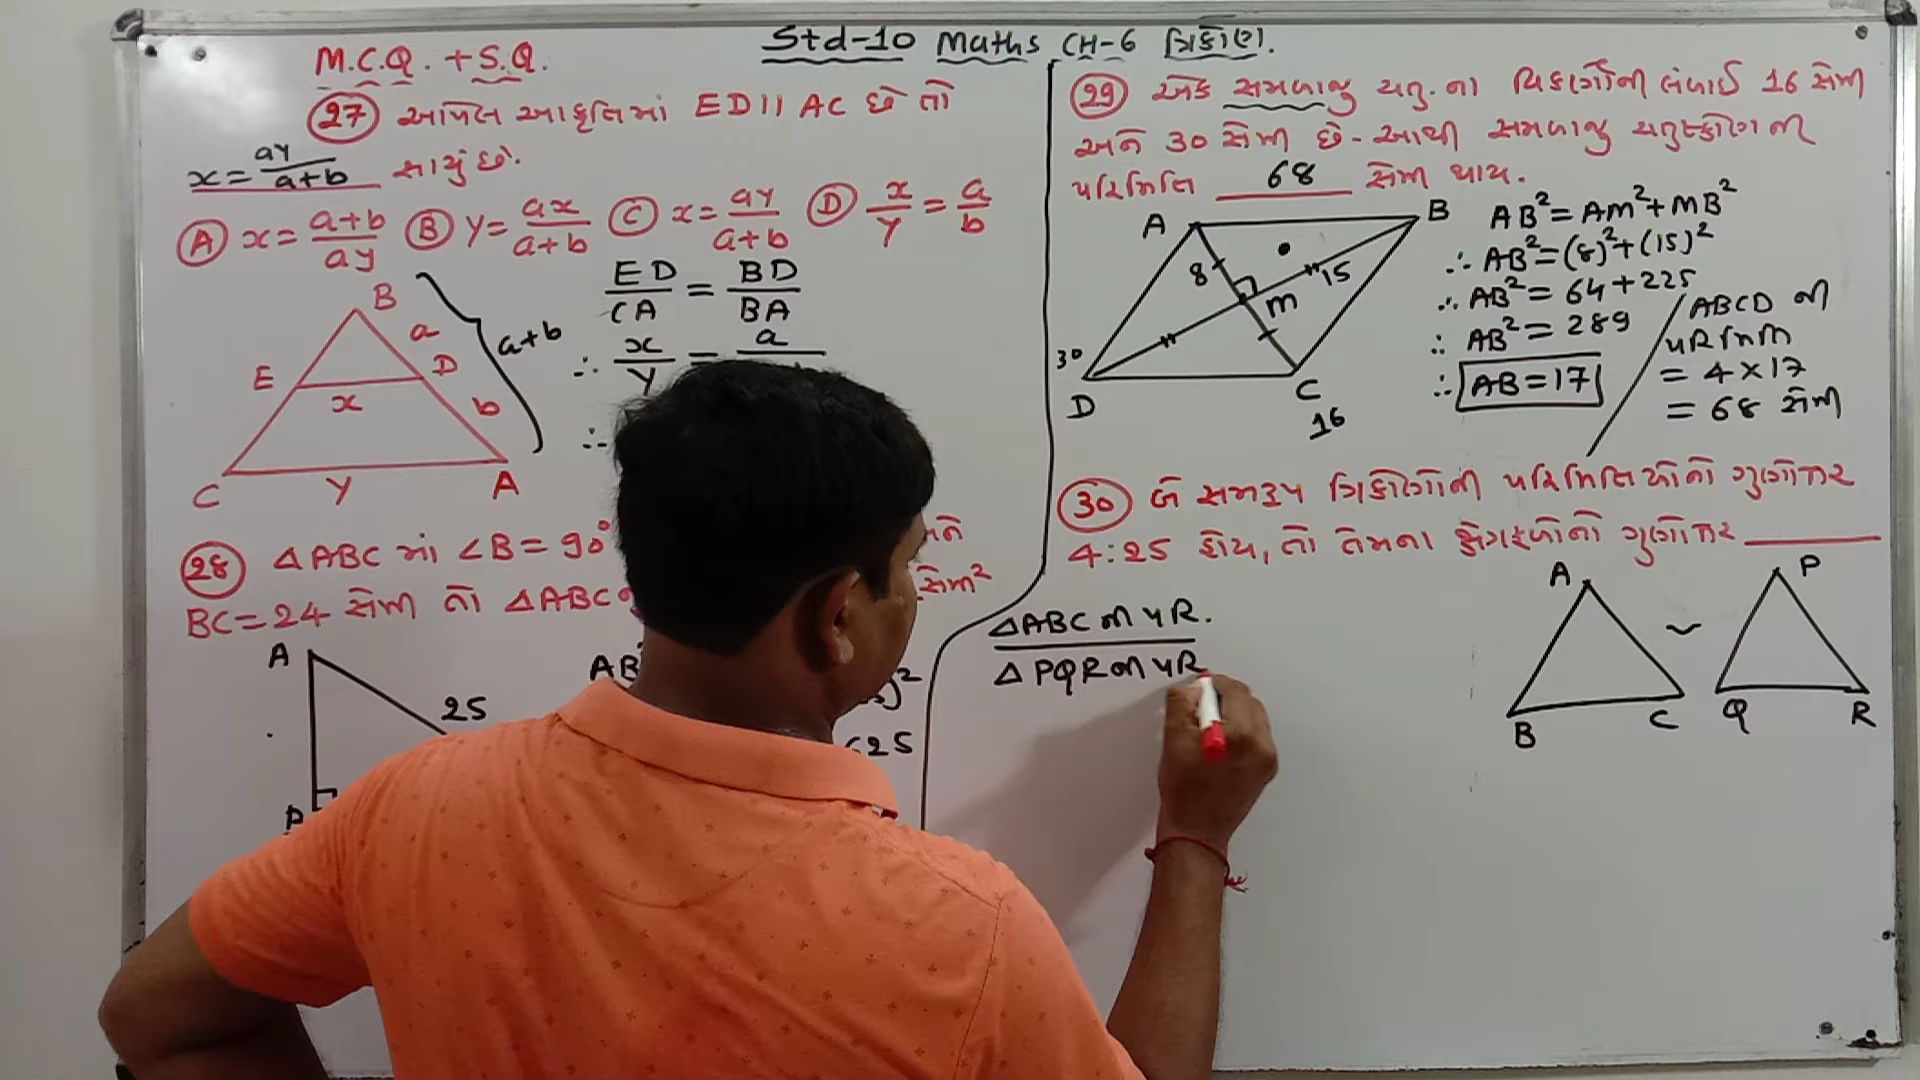 Std-10 Maths CH-6 ત્રિકોણ.
M.C.Q. + S.Q.
(27) આપેલ આકૃતિમાં ED || AC છે તો
x = ay/a+b સાચું છે.
(A) x = a+b/ay (B) y = ax/a+b (C) x = ay/a+b (D) x/y = a/b
B
a
E
D
x
b
C
y
A
a+b
ED/CA = BD/BA
∴ x/y = a
∴
(28) △ABC માં ∠B = 90°
BC = 24 સેમી તો △ABC
સેમી²
A
25
B
AB
)²
625
(29) એક સમબાજુ ચતુ. ના વિકર્ણોની લંબાઈ 16 સેમી
અને 30 સેમી છે. આથી સમબાજુ ચતુષ્કોણની
પરિમિતિ 68 સેમી થાય.
A
B
8
15
M
30
D
C
16
AB² = AM² + MB²
∴ AB² = (8)² + (15)²
∴ AB² = 64 + 225
∴ AB² = 289
∴ AB = 17
ABCD ની
પરિમિતિ
= 4 × 17
= 68 સેમી
(30) બે સમરૂપ ત્રિકોણોની પરિમિતિઓનો ગુણોત્તર
4:25 હોય, તો તેમના ક્ષેત્રફળોનો ગુણોત્તર ______
△ABC ની પરિ.
△PQR ની પરિ
A
B
C
~
P
Q
R